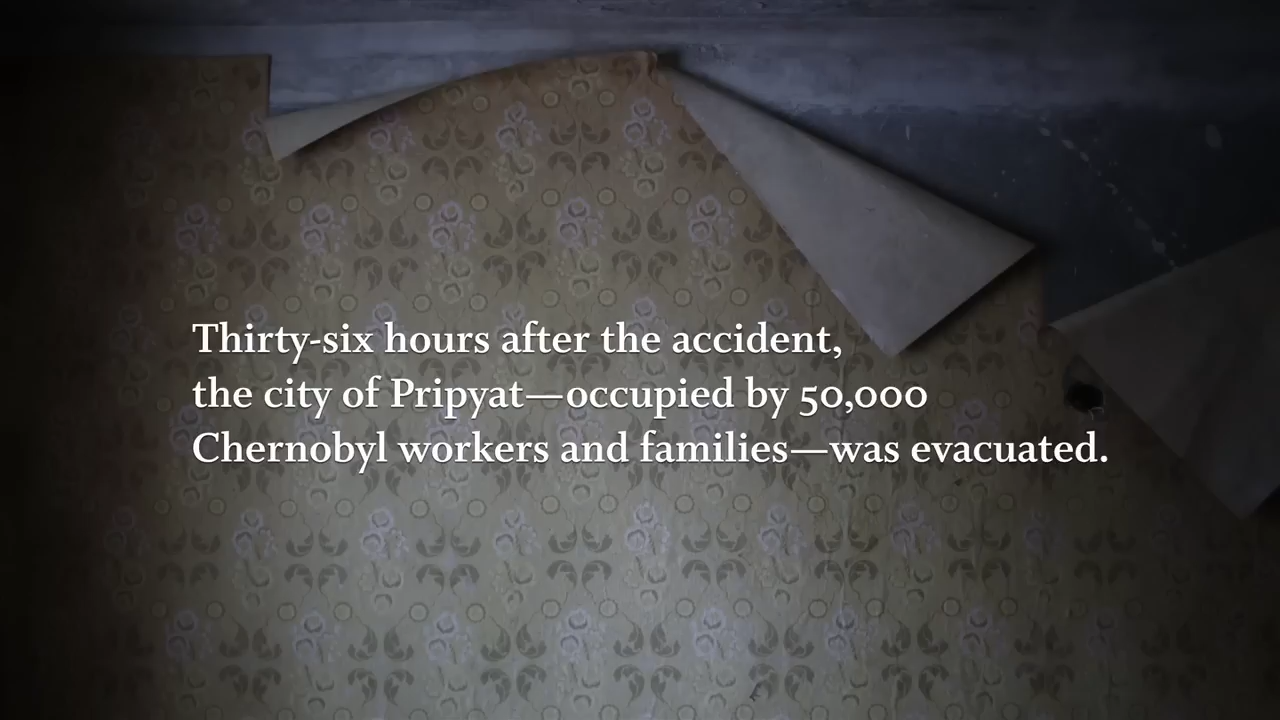 Thirty-six hours after the accident,
the city of Pripyat—occupied by 50,000
Chernobyl workers and families—was evacuated.